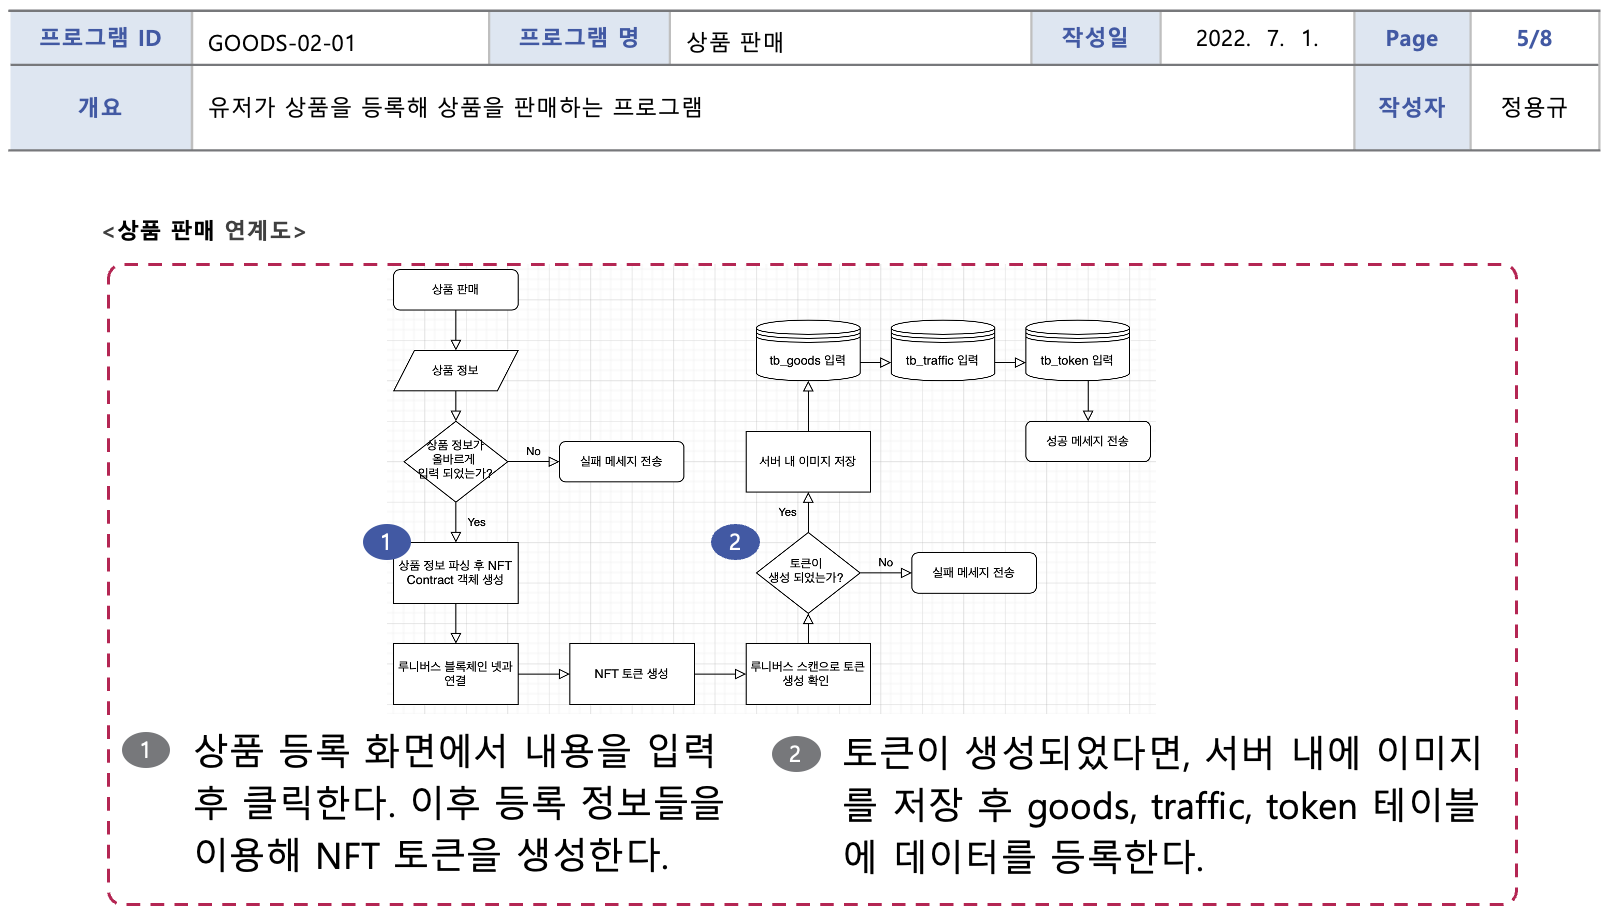 프로그램 ID GOODS-02-01 프로그램 명 상품 판매 작성일 2022. 7. 1. Page 5/8
개요 유저가 상품을 등록해 상품을 판매하는 프로그램 작성자 정용규
<상품 판매 연계도>
상품 판매
상품 정보
상품 정보가
올바르게
입력 되었는가?
No
실패 메세지 전송
Yes
1
상품 정보 파싱 후 NFT
Contract 객체 생성
루니버스 블록체인 넷과
연결
NFT 토큰 생성
루니버스 스캔으로 토큰
생성 확인
2
토큰이
생성 되었는가?
No
실패 메세지 전송
Yes
서버 내 이미지 저장
tb_goods 입력
tb_traffic 입력
tb_token 입력
성공 메세지 전송
1 상품 등록 화면에서 내용을 입력
후 클릭한다. 이후 등록 정보들을
이용해 NFT 토큰을 생성한다.
2 토큰이 생성되었다면, 서버 내에 이미지
를 저장 후 goods, traffic, token 테이블
에 데이터를 등록한다.